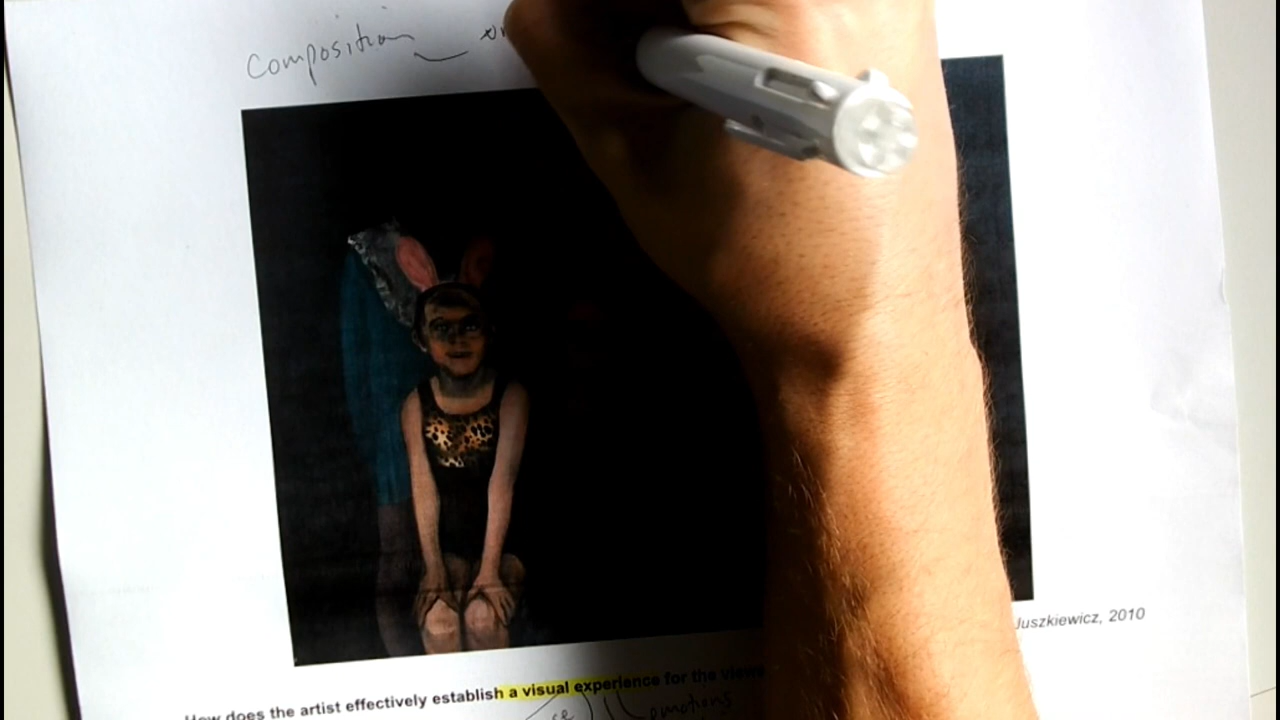 composition
Juszkiewicz, 2010
How does the artist effectively establish a visual experience for the viewe
emotions